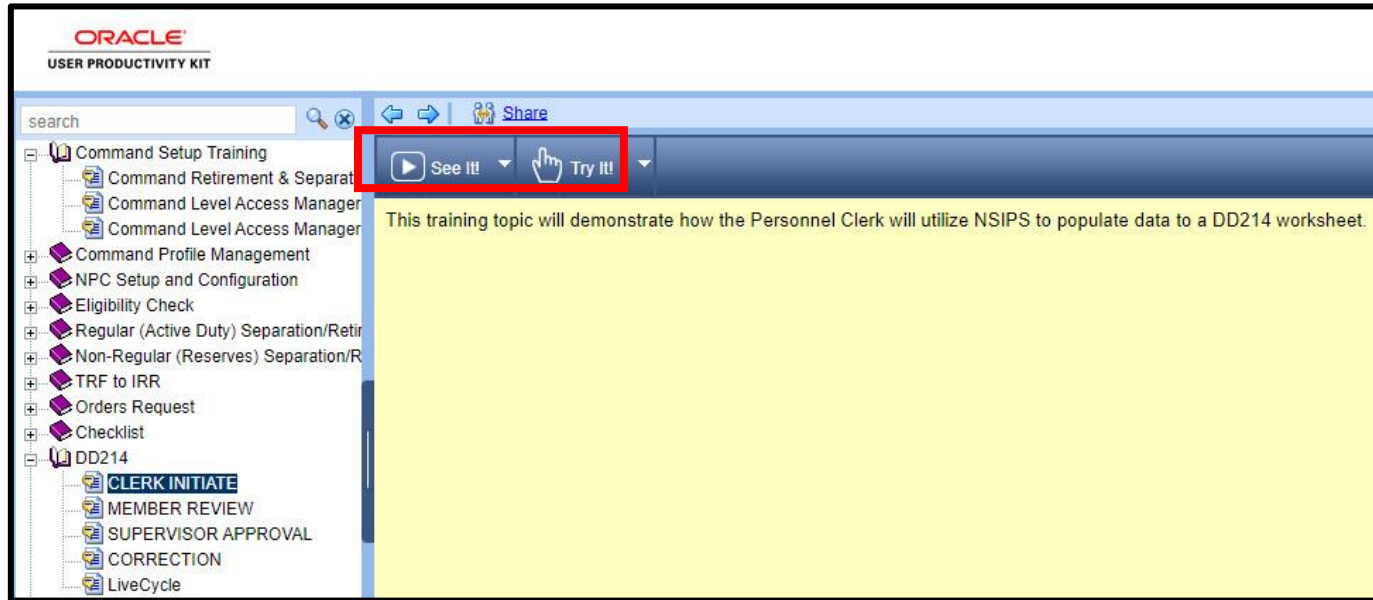 ORACLE
USER PRODUCTIVITY KIT
search
Share
Command Setup Training
Command Retirement & Separat
Command Level Access Manager
Command Level Access Manager
Command Profile Management
NPC Setup and Configuration
Eligibility Check
Regular (Active Duty) Separation/Retir
Non-Regular (Reserves) Separation/R
TRF to IRR
Orders Request
Checklist
DD214
CLERK INITIATE
MEMBER REVIEW
SUPERVISOR APPROVAL
CORRECTION
LiveCycle
See It! Try It!
This training topic will demonstrate how the Personnel Clerk will utilize NSIPS to populate data to a DD214 worksheet.